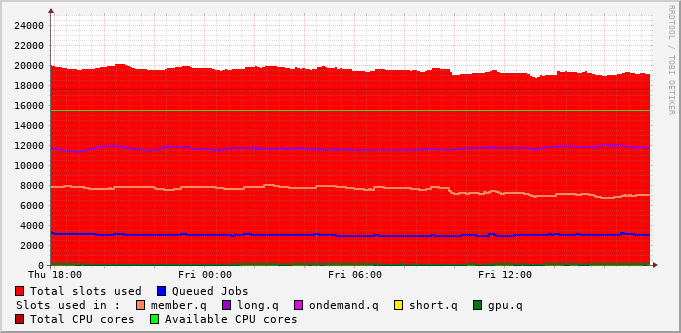 RRDTOOL / TOBI OETIKER
24000
22000
20000
18000
16000
14000
12000
10000
8000
6000
4000
2000
0
Thu 18:00 Fri 00:00 Fri 06:00 Fri 12:00
Total slots used Queued Jobs
Slots used in : member.q long.q ondemand.q short.q gpu.q
Total CPU cores Available CPU cores